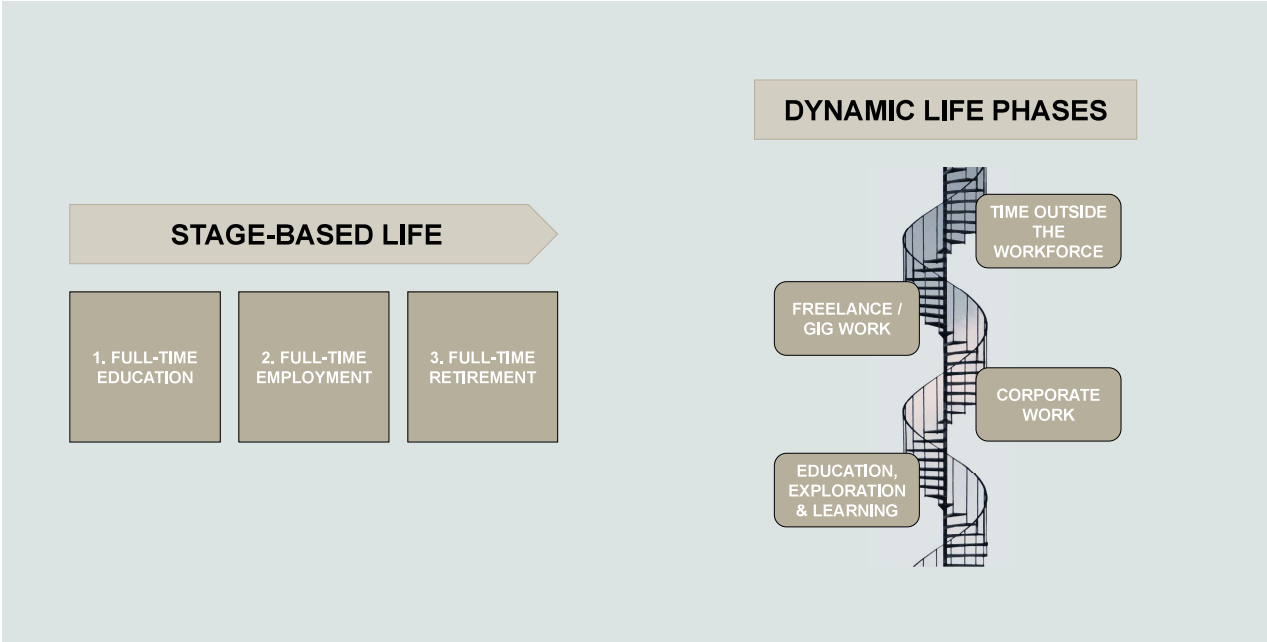 STAGE-BASED LIFE
1. FULL-TIME
EDUCATION
2. FULL-TIME
EMPLOYMENT
3. FULL-TIME
RETIREMENT
DYNAMIC LIFE PHASES
TIME OUTSIDE
THE
WORKFORCE
FREELANCE /
GIG WORK
CORPORATE
WORK
EDUCATION,
EXPLORATION
& LEARNING